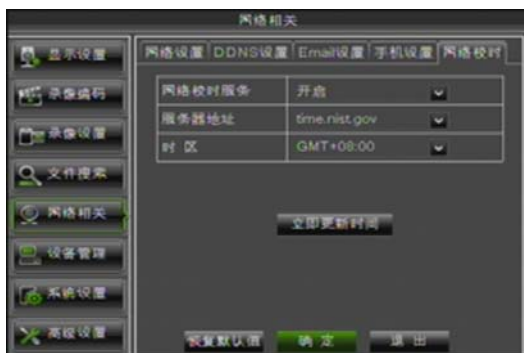 网络相关
显示设置
录像编码
录像设置
文件搜索
网络相关
设备管理
系统设置
高级设置
网络设置 DDNS设置 Email设置 手机设置 网络校时
网络校时服务 开启
服务器地址 time.nist.gov
时 区 GMT+08:00
立即更新时间
恢复默认值 确 定 退 出